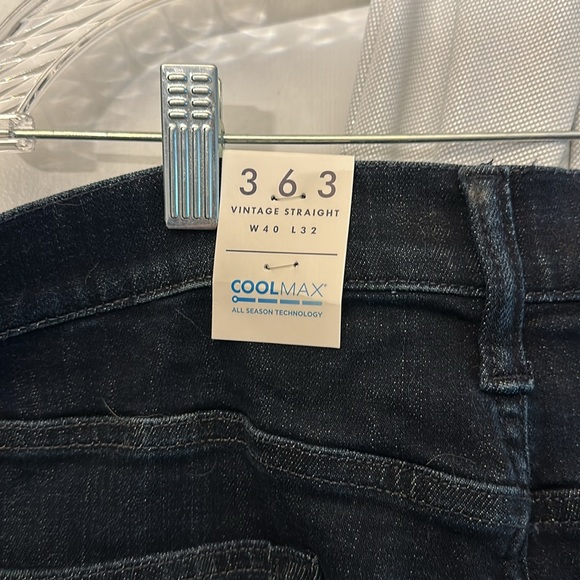 363
VINTAGE STRAIGHT
W40 L32
COOLMAX®
ALL SEASON TECHNOLOGY